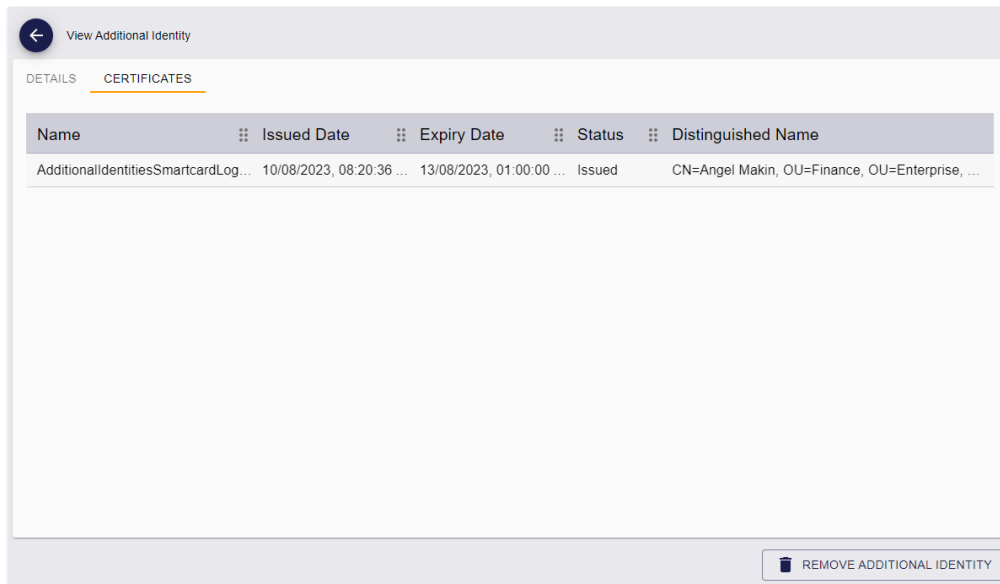 View Additional Identity
DETAILS CERTIFICATES
Name Issued Date Expiry Date Status Distinguished Name
AdditionalIdentitiesSmartcardLog... 10/08/2023, 08:20:36 ... 13/08/2023, 01:00:00 ... Issued CN=Angel Makin, OU=Finance, OU=Enterprise, ...
REMOVE ADDITIONAL IDENTITY